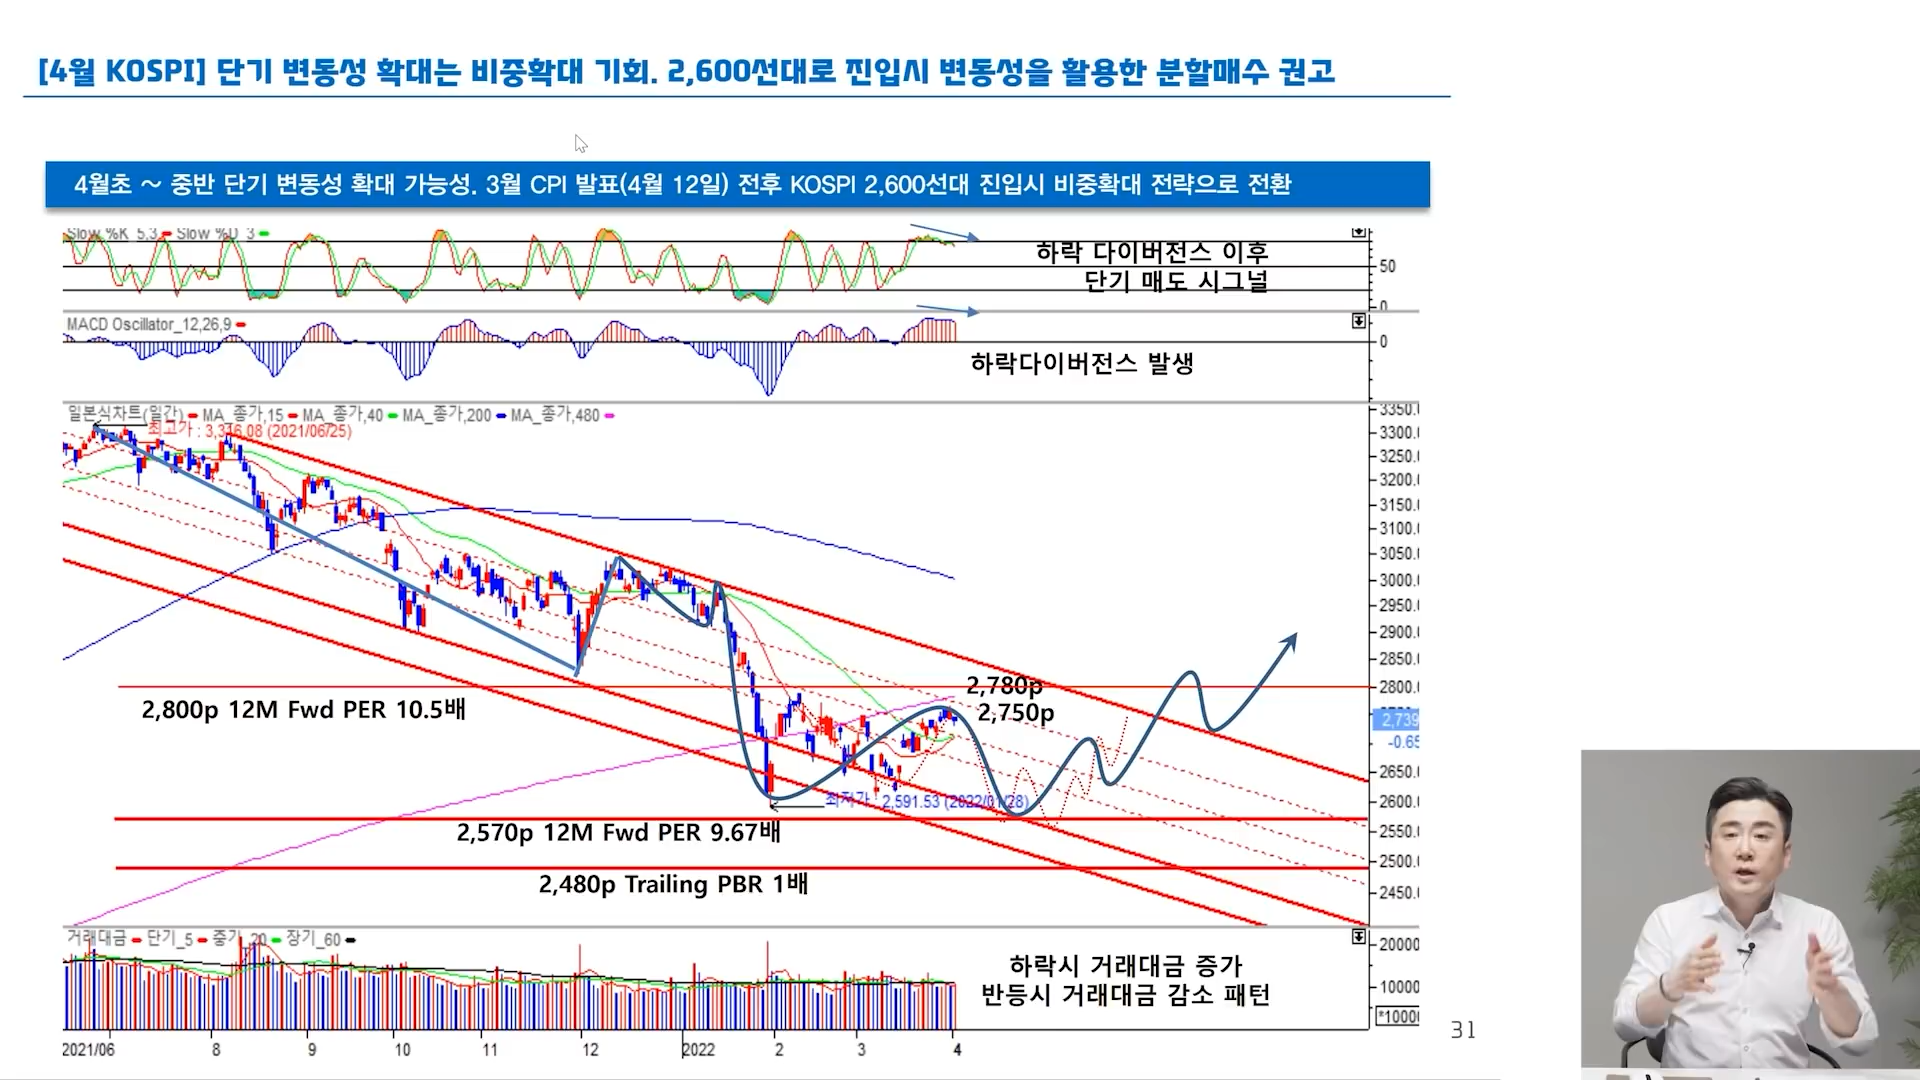 [4월 KOSPI] 단기 변동성 확대는 비중확대 기회. 2,600선대로 진입시 변동성을 활용한 분할매수 권고
4월초 ~ 중반 단기 변동성 확대 가능성. 3월 CPI 발표(4월 12일) 전후 KOSPI 2,600선대 진입시 비중확대 전략으로 전환
Slow %K_5,3 Slow %D_3
하락 다이버전스 이후
단기 매도 시그널
50
0
MACD Oscillator_12,26,9
0
하락다이버전스 발생
일본식차트(일간) MA_종가,15 MA_종가,40 MA_종가,200 MA_종가,480
최고가 : 3,316.08 (2021/06/25)
3350.
3300.
3250.
3200.
3150.
3100.
3050.
3000.
2950.
2900.
2850.
2800.
2,739
-0.65
2650.
2600.
2550.
2500.
2450.
2,780p
2,750p
2,800p 12M Fwd PER 10.5배
최저가 : 2,591.53 (2022/01/28)
2,570p 12M Fwd PER 9.67배
2,480p Trailing PBR 1배
거래대금 단기_5 중기_20 장기_60
20000
10000
*1000
하락시 거래대금 증가
반등시 거래대금 감소 패턴
2021/06 8 9 10 11 12 2022 2 3 4
31